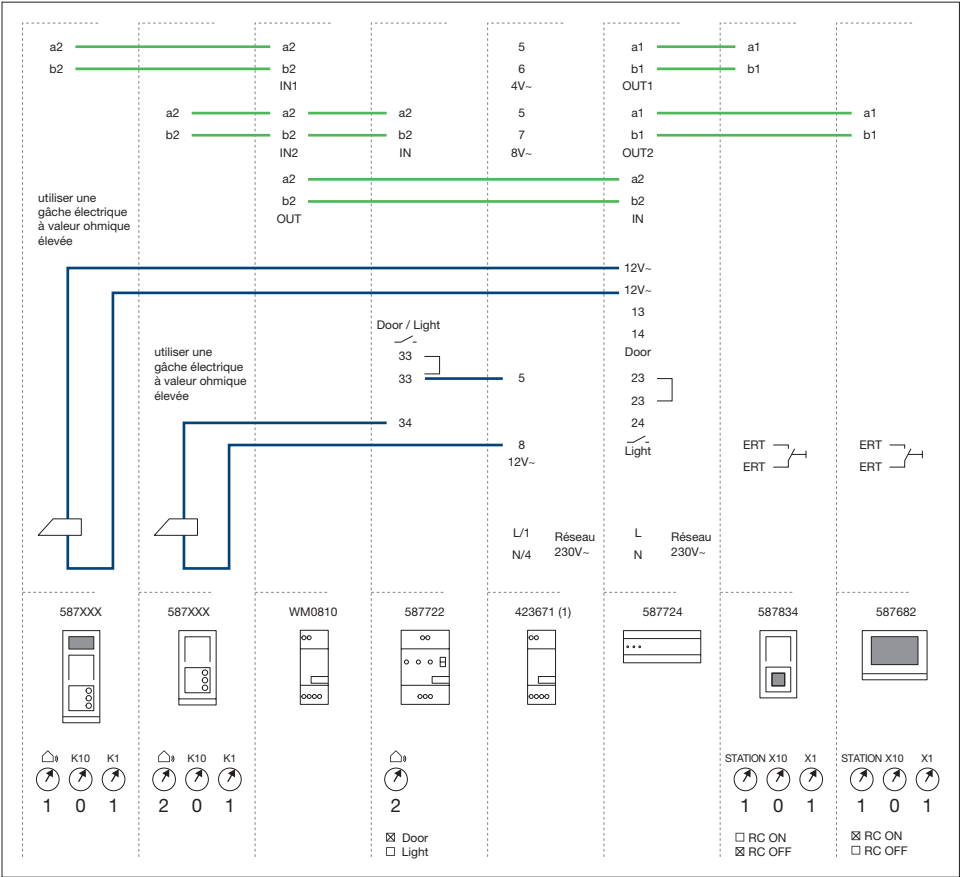 a2 a2 5 a1 a1
b2 b2 6 b1 b1
IN1 4V~ OUT1
a2 a2 a2 5 a1 a1
b2 b2 b2 7 b1 b1
IN2 IN 8V~ OUT2
a2 a2
b2 b2
OUT IN
utiliser une
gâche électrique
à valeur ohmique
élevée
12V~
12V~
13
14
Door
Door / Light
33
33 5
34
8
12V~
utiliser une
gâche électrique
à valeur ohmique
élevée
23
23
24
Light
ERT ERT
ERT ERT
L/1 Réseau L Réseau
N/4 230V~ N 230V~
587XXX 587XXX WM0810 587722 423671 (1) 587724 587834 587682
K10 K1 K10 K1 STATION X10 X1 STATION X10 X1
1 0 1 2 0 1 2 1 0 1 1 0 1
☒ Door
☐ Light
☐ RC ON
☒ RC OFF
☒ RC ON
☐ RC OFF